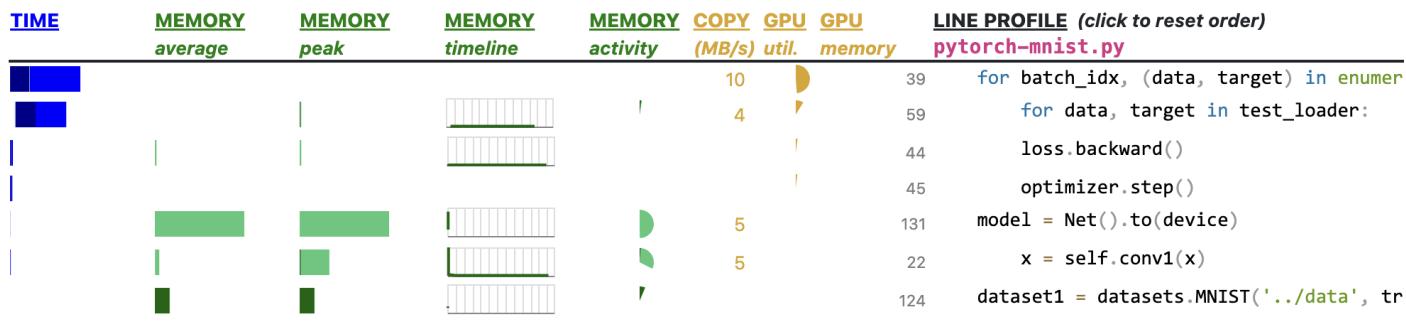 TIME MEMORY MEMORY MEMORY MEMORY COPY GPU GPU LINE PROFILE (click to reset order)
average peak timeline activity (MB/s) util. memory pytorch-mnist.py
10 39 for batch_idx, (data, target) in enumer
4 59 for data, target in test_loader:
44 loss.backward()
45 optimizer.step()
5 131 model = Net().to(device)
5 22 x = self.conv1(x)
124 dataset1 = datasets.MNIST('../data', tr